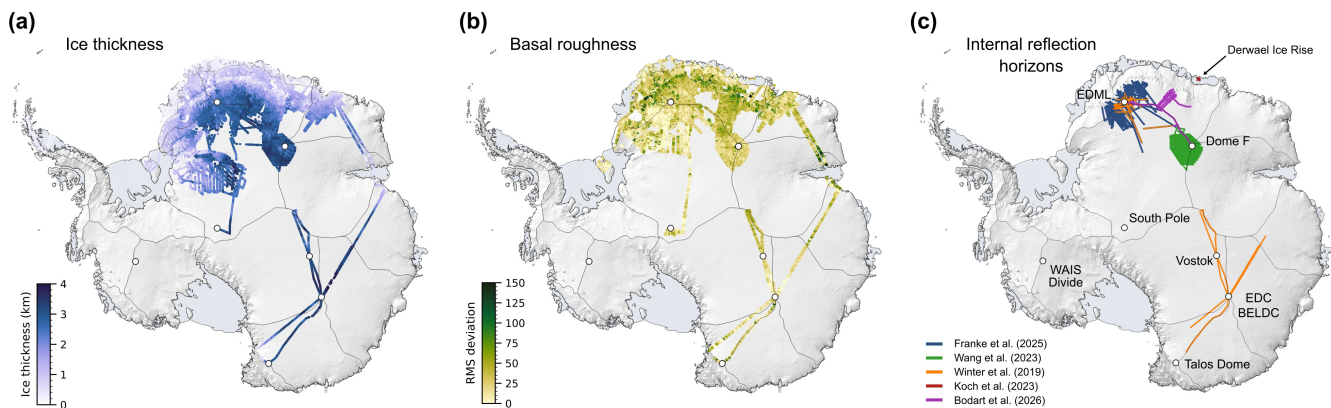 (a)
Ice thickness
Ice thickness (km)
4
3
2
1
0
(b)
Basal roughness
RMS deviation
150
125
100
75
50
25
0
(c)
Internal reflection
horizons
Derwael Ice Rise
EDML
Dome F
South Pole
Vostok
WAIS
Divide
EDC
BELDC
Talos Dome
Franke et al. (2025)
Wang et al. (2023)
Winter et al. (2019)
Koch et al. (2023)
Bodart et al. (2026)